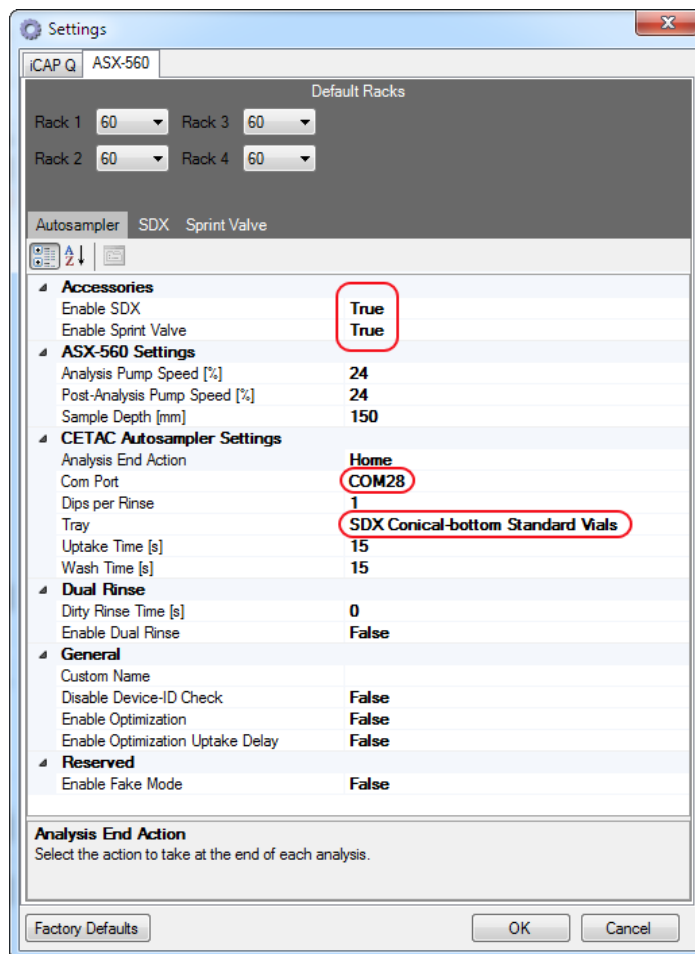 Settings
iCAP Q ASX-560
Default Racks
Rack 1 60 Rack 3 60
Rack 2 60 Rack 4 60
Autosampler SDX Sprint Valve
Accessories
Enable SDX True
Enable Sprint Valve True
ASX-560 Settings
Analysis Pump Speed [%] 24
Post-Analysis Pump Speed [%] 24
Sample Depth [mm] 150
CETAC Autosampler Settings
Analysis End Action Home
Com Port COM28
Dips per Rinse 1
Tray SDX Conical-bottom Standard Vials
Uptake Time [s] 15
Wash Time [s] 15
Dual Rinse
Dirty Rinse Time [s] 0
Enable Dual Rinse False
General
Custom Name
Disable Device-ID Check False
Enable Optimization False
Enable Optimization Uptake Delay False
Reserved
Enable Fake Mode False
Analysis End Action
Select the action to take at the end of each analysis.
Factory Defaults OK Cancel